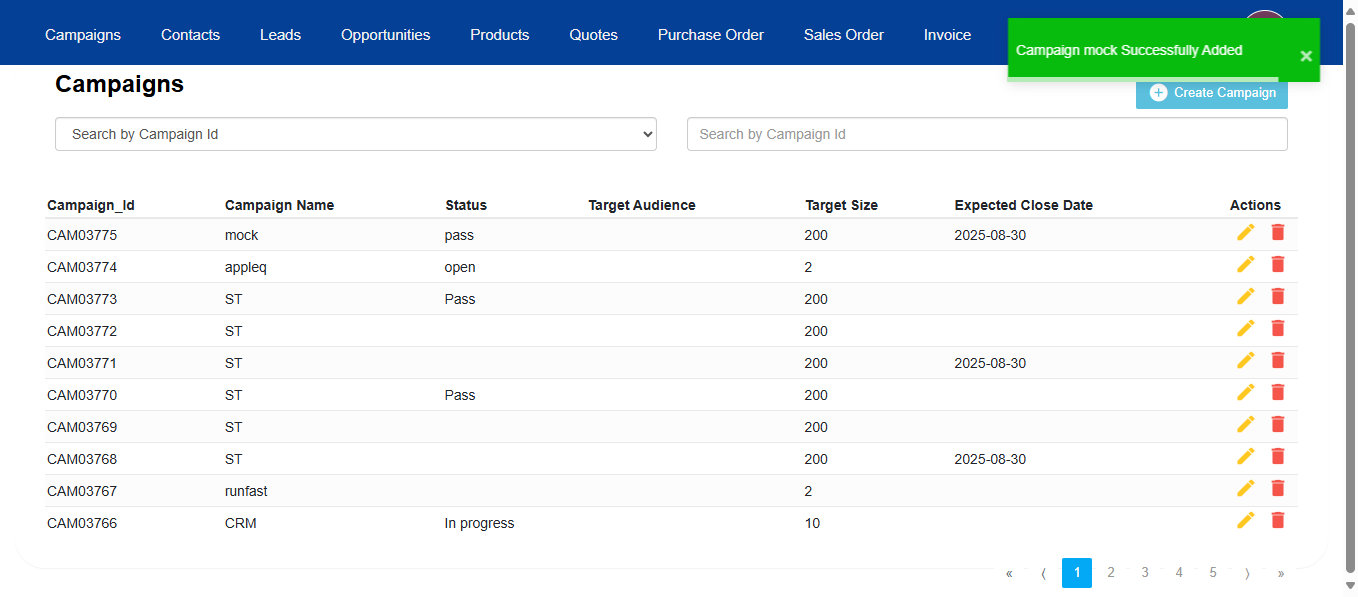 Campaigns Contacts Leads Opportunities Products Quotes Purchase Order Sales Order Invoice
Campaign mock Successfully Added ×
Campaigns
Create Campaign
Search by Campaign Id Search by Campaign Id
Campaign_Id Campaign Name Status Target Audience Target Size Expected Close Date Actions
CAM03775 mock pass 200 2025-08-30
CAM03774 appleq open 2
CAM03773 ST Pass 200
CAM03772 ST 200
CAM03771 ST 200 2025-08-30
CAM03770 ST Pass 200
CAM03769 ST 200
CAM03768 ST 200 2025-08-30
CAM03767 runfast 2
CAM03766 CRM In progress 10
« ⟨ 1 2 3 4 5 ⟩ »